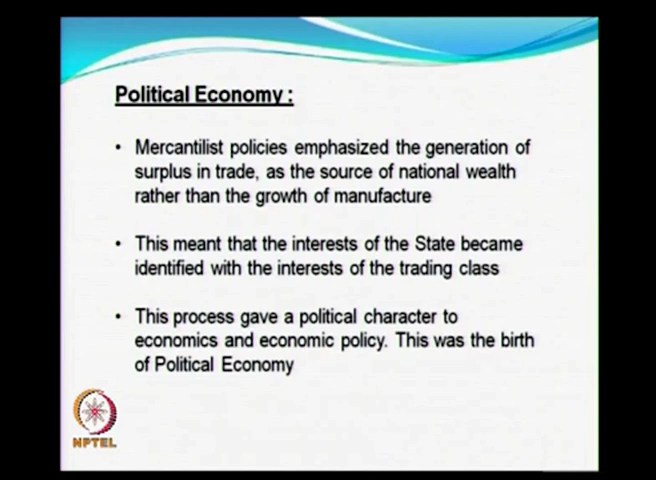 Political Economy :
• Mercantilist policies emphasized the generation of
surplus in trade, as the source of national wealth
rather than the growth of manufacture
• This meant that the interests of the State became
identified with the interests of the trading class
• This process gave a political character to
economics and economic policy. This was the birth
of Political Economy
NPTEL